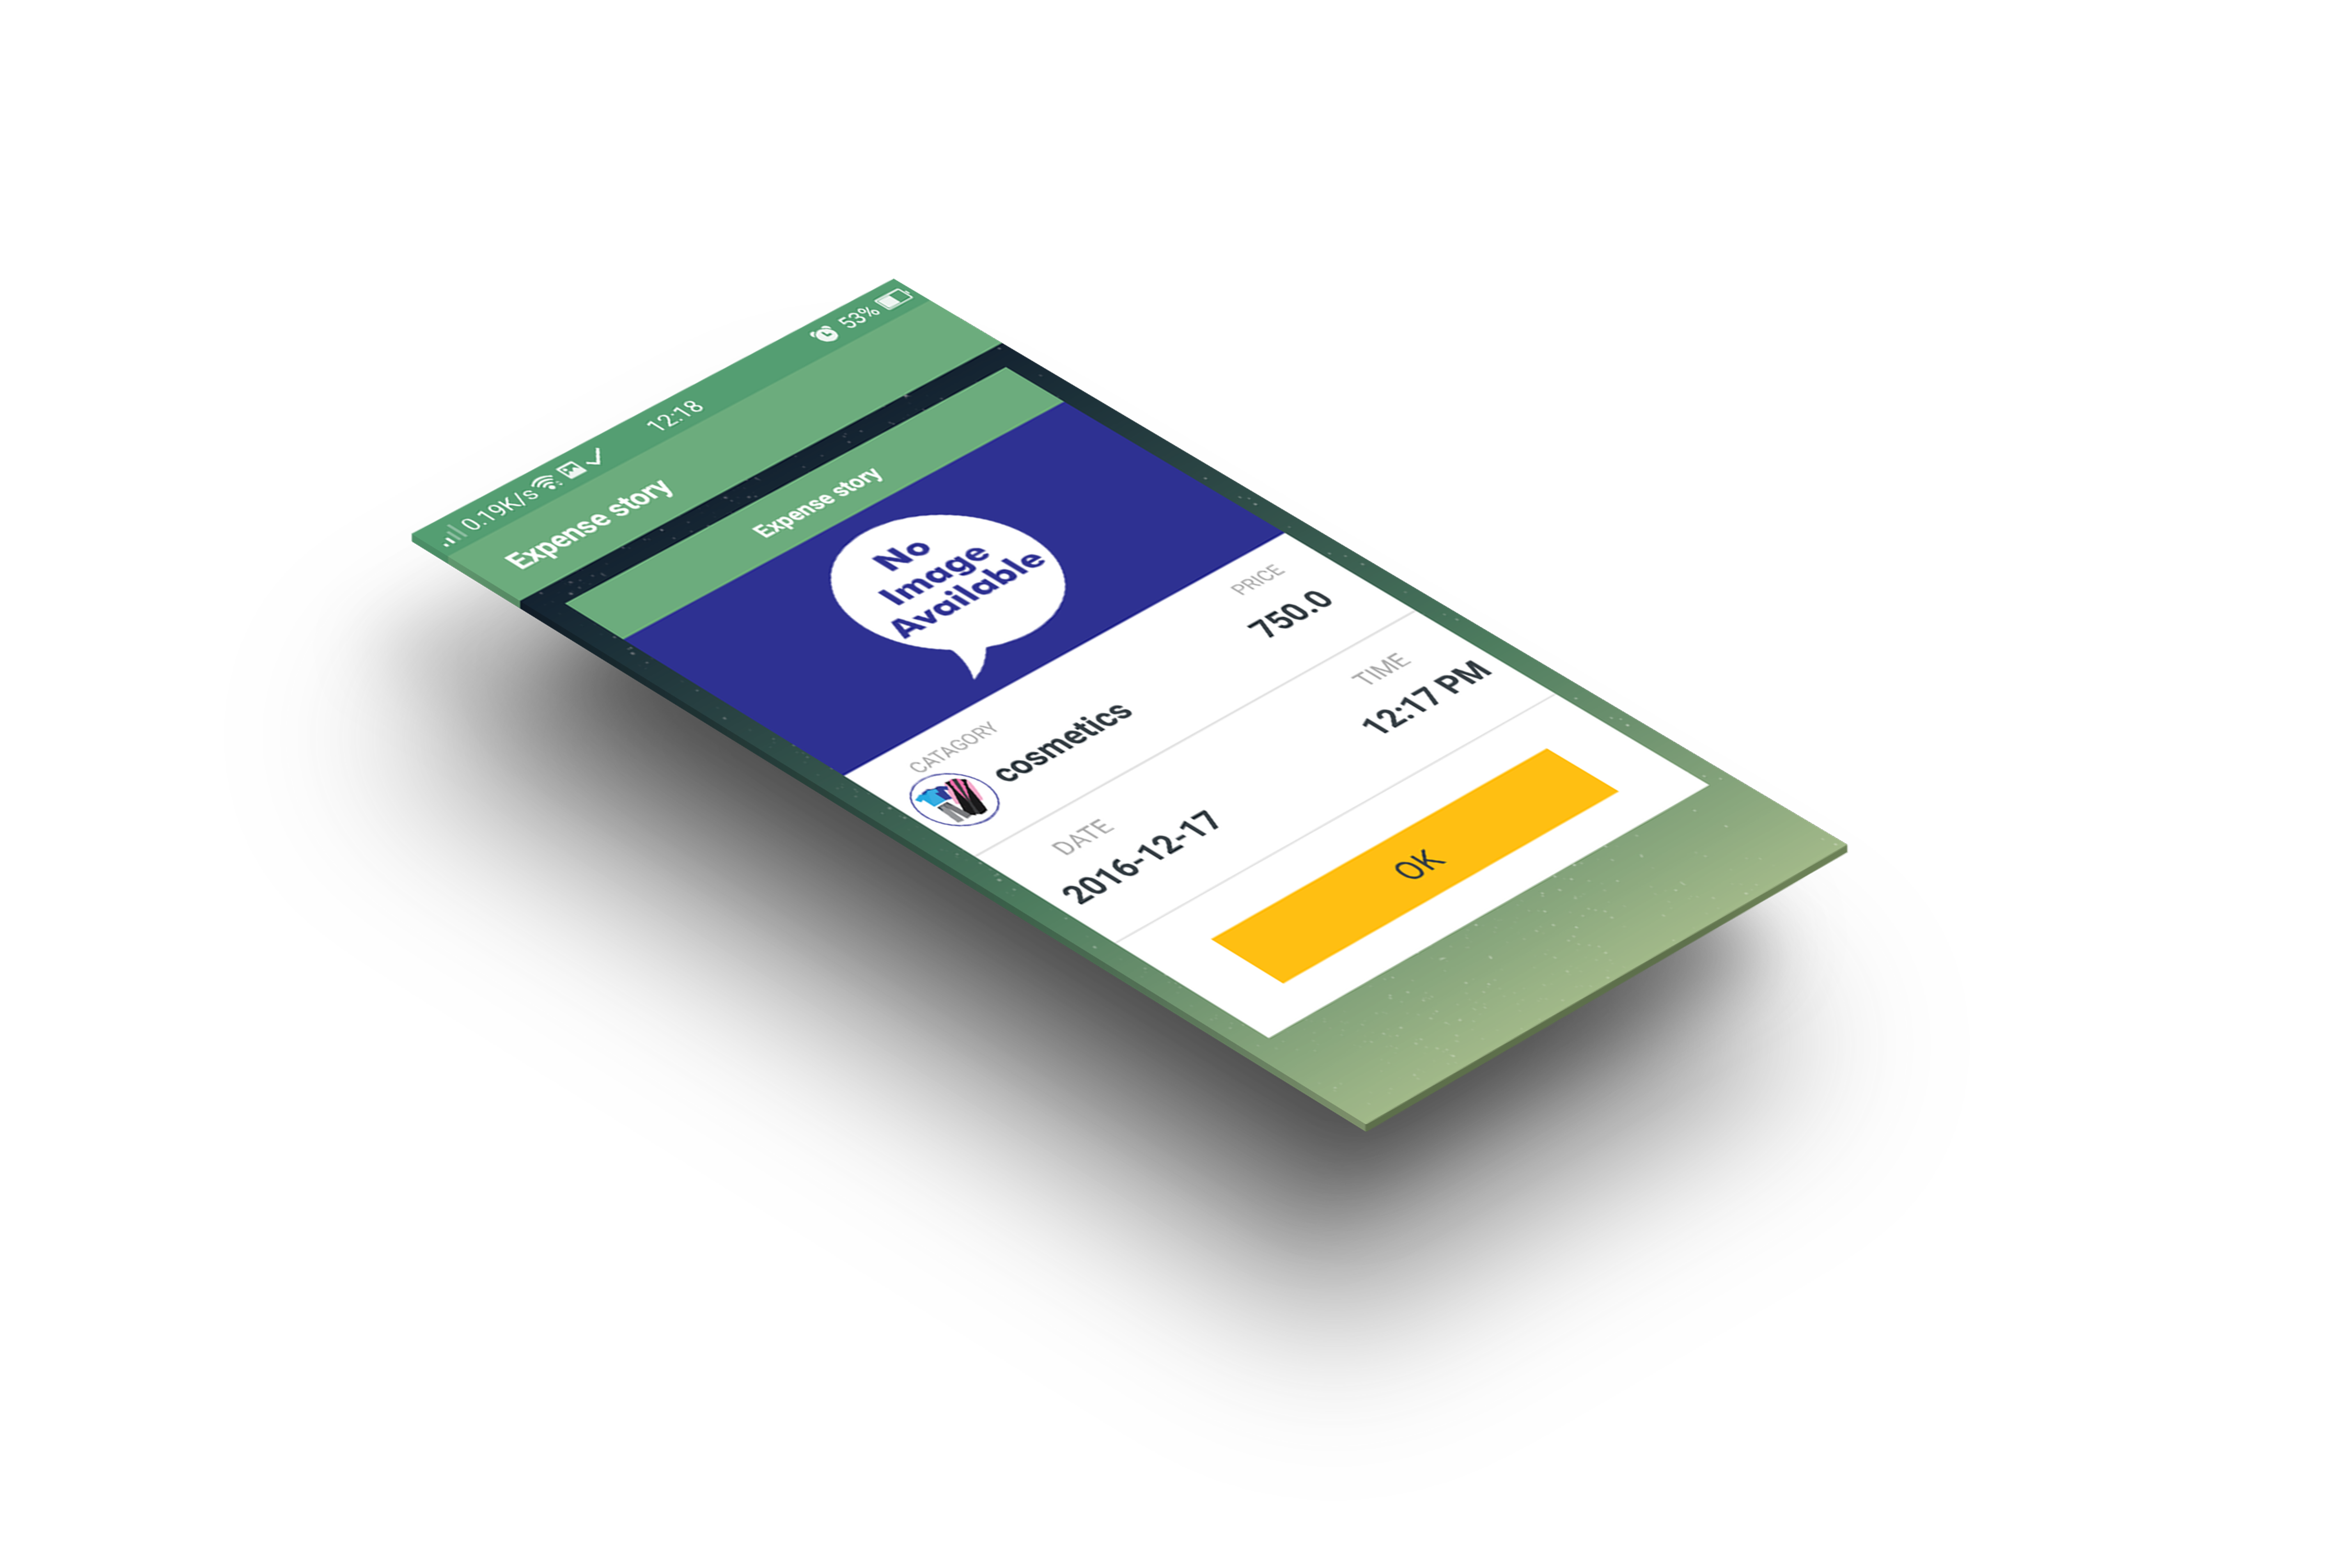 0.19K/s 12:18 53%
Expense story
Expense story
No
Image
Available
CATAGORY PRICE
cosmetics 750.0
DATE TIME
2016-12-17 12:17 PM
OK